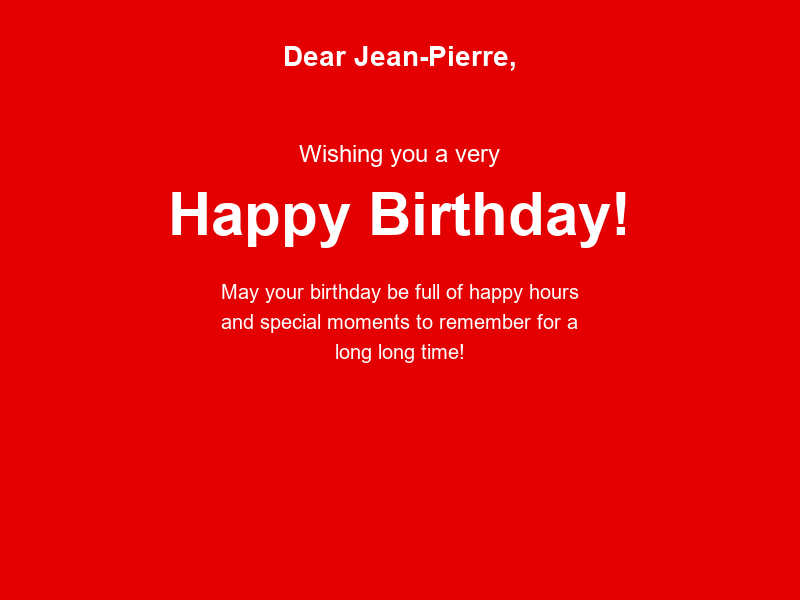 Dear Jean-Pierre,
Wishing you a very
Happy Birthday!
May your birthday be full of happy hours
and special moments to remember for a
long long time!